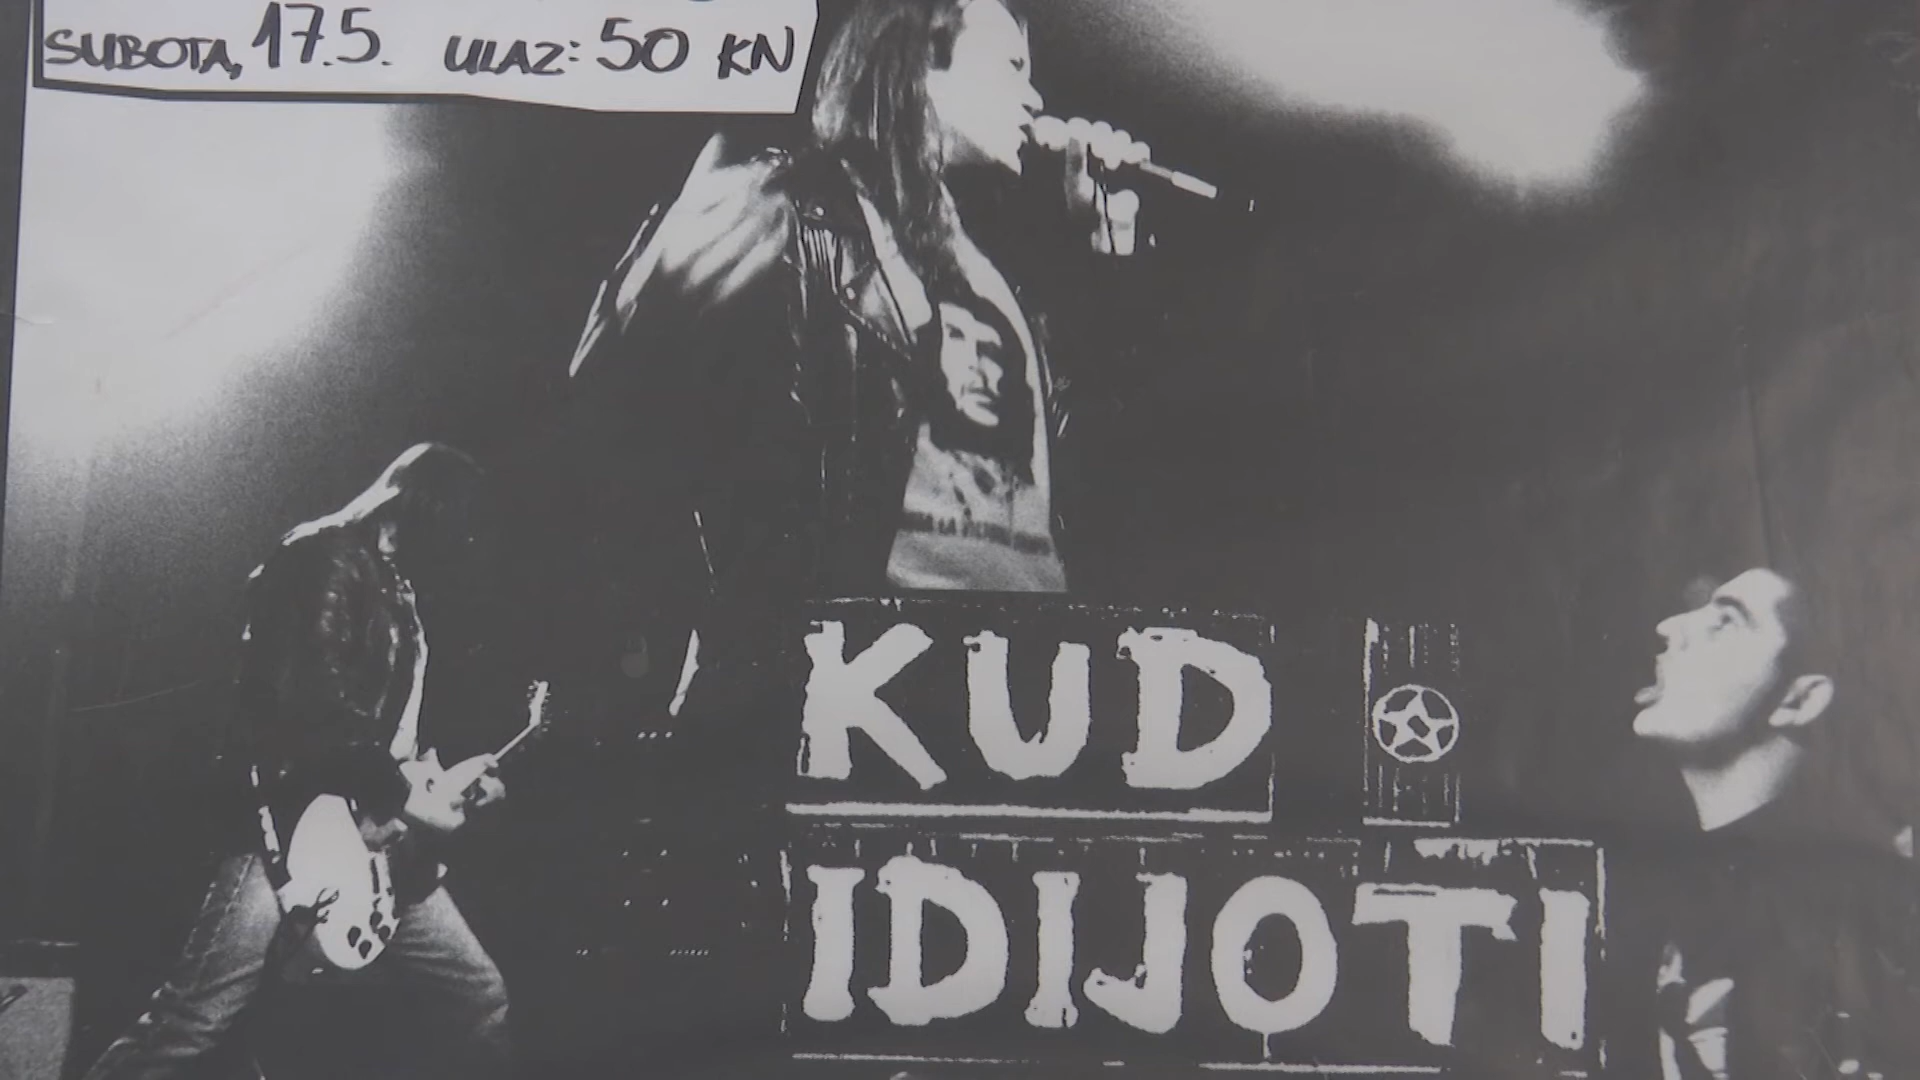 SUBOTA, 17.5. ULAZ: 50 KN
KUD
IDIJOTI